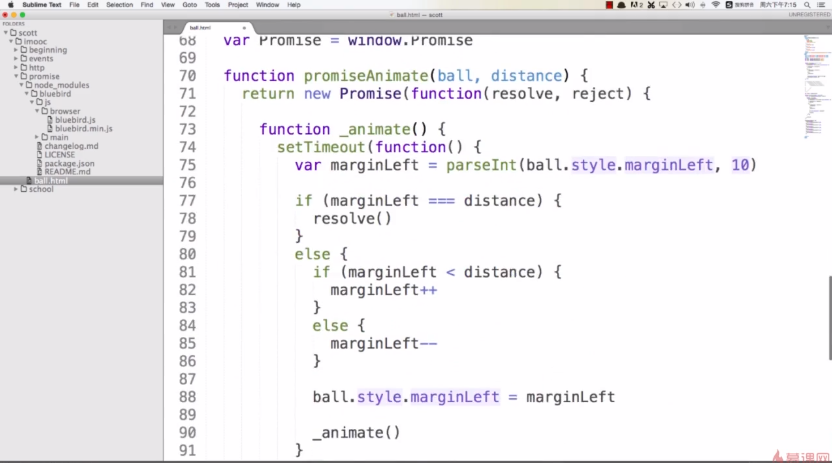 Sublime Text File Edit Selection Find View Goto Tools Project Window Help
周六下午7:15
ball.html — scott
UNREGISTERED
FOLDERS
scott
imooc
beginning
events
http
promise
node_modules
bluebird
js
browser
bluebird.js
bluebird.min.js
main
changelog.md
LICENSE
package.json
README.md
ball.html
school
ball.html
68 var Promise = window.Promise
69
70 function promiseAnimate(ball, distance) {
71 return new Promise(function(resolve, reject) {
72
73 function _animate() {
74 setTimeout(function() {
75 var marginLeft = parseInt(ball.style.marginLeft, 10)
76
77 if (marginLeft === distance) {
78 resolve()
79 }
80 else {
81 if (marginLeft < distance) {
82 marginLeft++
83 }
84 else {
85 marginLeft--
86 }
87
88 ball.style.marginLeft = marginLeft
89
90 _animate()
91 }
慕课网